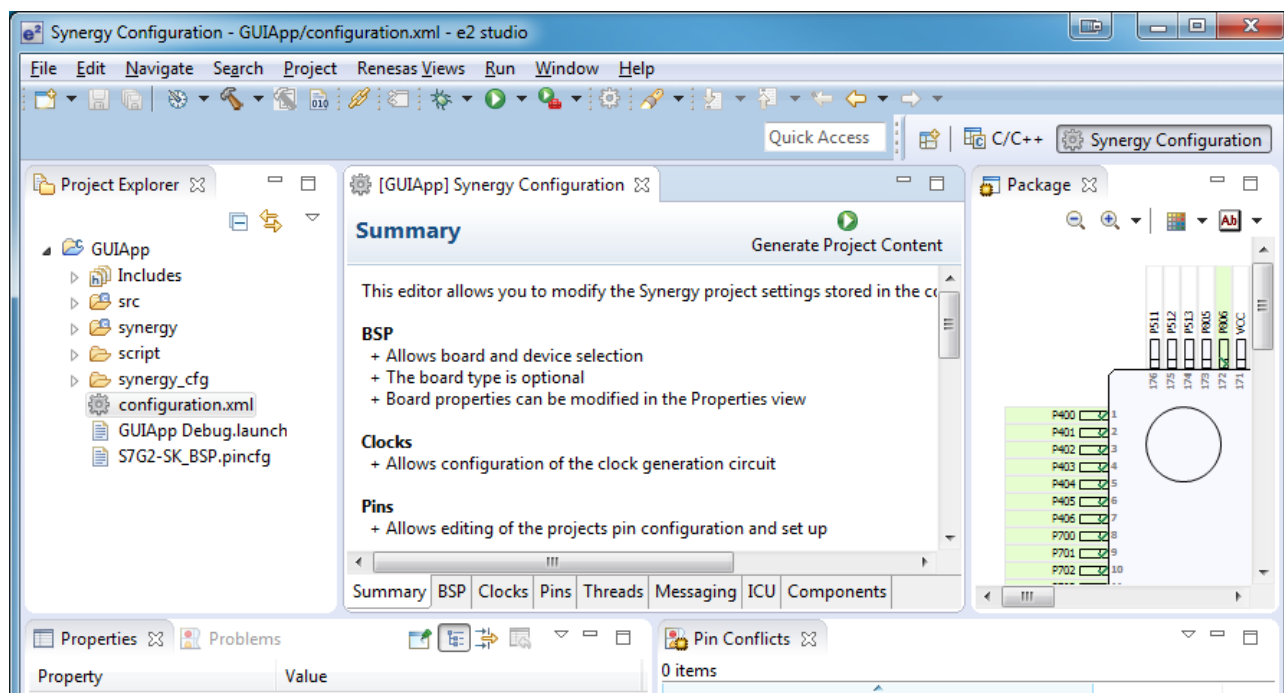 Synergy Configuration - GUIApp/configuration.xml - e2 studio
File Edit Navigate Search Project Renesas Views Run Window Help
Quick Access
C/C++
Synergy Configuration
Project Explorer
GUIApp
Includes
src
synergy
script
synergy_cfg
configuration.xml
GUIApp Debug.launch
S7G2-SK_BSP.pincfg
[GUIApp] Synergy Configuration
Summary
Generate Project Content
This editor allows you to modify the Synergy project settings stored in the
BSP
+ Allows board and device selection
+ The board type is optional
+ Board properties can be modified in the Properties view
Clocks
+ Allows configuration of the clock generation circuit
Pins
+ Allows editing of the projects pin configuration and set up
Summary BSP Clocks Pins Threads Messaging ICU Components
Package
P511 P512 P513 P805 P806 VCC
176 175 174 173 172 171
P400 1
P401 2
P402 3
P403 4
P404 5
P405 6
P406 7
P700 8
P701 9
P702 10
Properties Problems
Property Value
Pin Conflicts
0 items